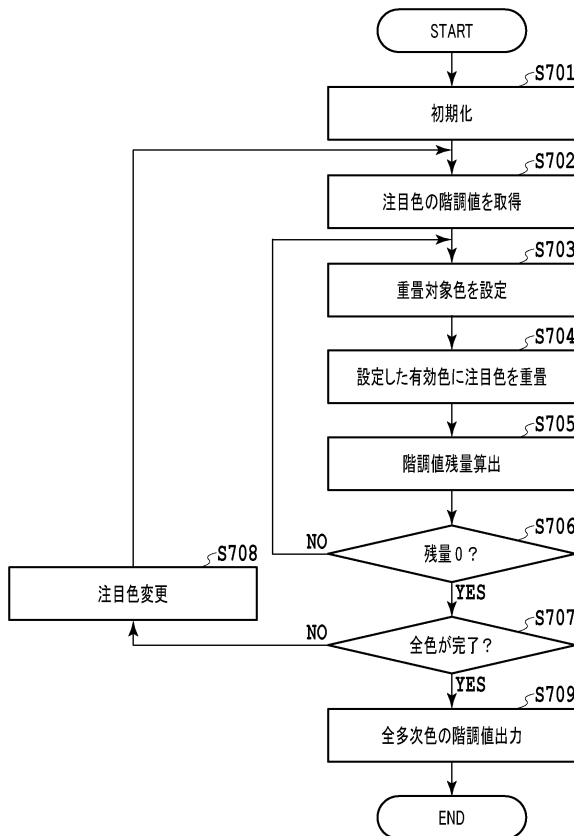 START
S701
初期化
S702
注目色の階調値を取得
S703
重畳対象色を設定
S704
設定した有効色に注目色を重畳
S705
階調値残量算出
S706
残量0?
NO
YES
S708
注目色変更
S707
全色が完了?
NO
YES
S709
全多次色の階調値出力
END